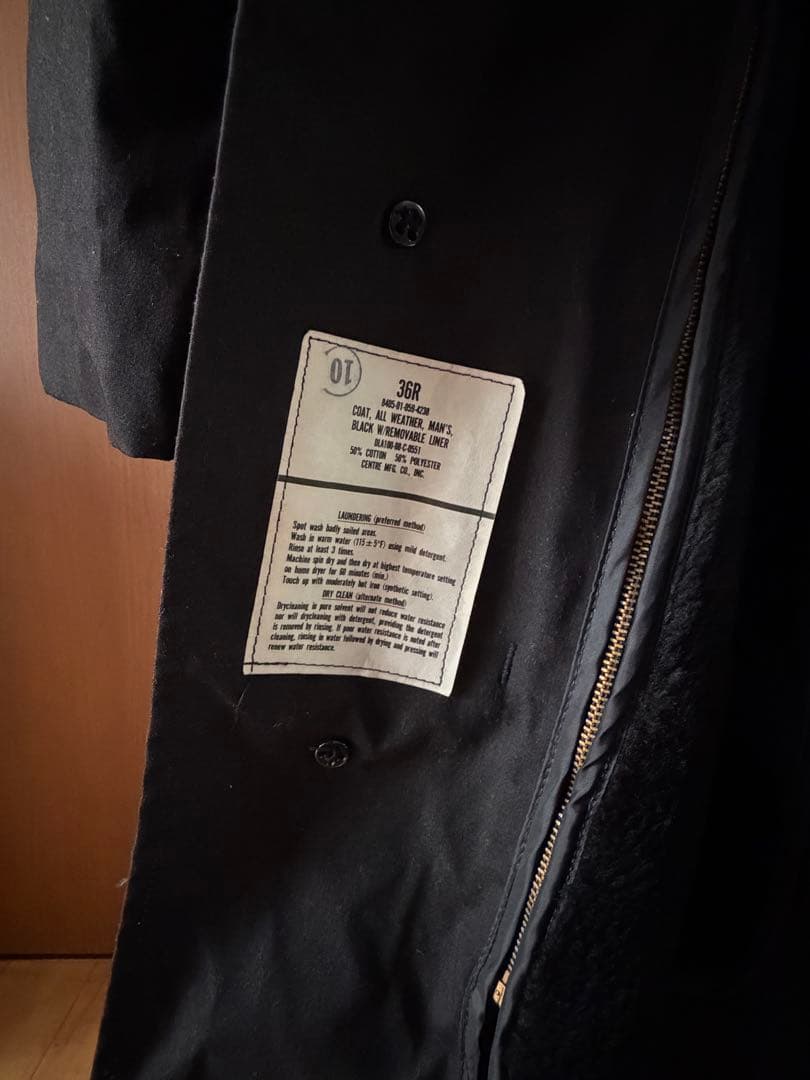 10
36R
8405-01-059-4230
COAT, ALL WEATHER, MAN'S,
BLACK W/REMOVABLE LINER
DLA100-88-C-0551
50% COTTON 50% POLYESTER
CENTRE MFG. CO., INC.
LAUNDERING (preferred method)
Spot wash badly soiled areas.
Wash in warm water (115 ± 5°F) using mild detergent.
Rinse at least 3 times.
Machine spin dry and then dry at highest temperature setting
on home dryer for 60 minutes (min.)
Touch up with moderately hot iron (synthetic setting).
DRY CLEAN (alternate method)
Drycleaning in pure solvent will not reduce water resistance
nor will drycleaning with detergent, providing the detergent
is removed by rinsing. If poor water resistance is noted after
cleaning, rinsing in water followed by drying and pressing will
renew water resistance.